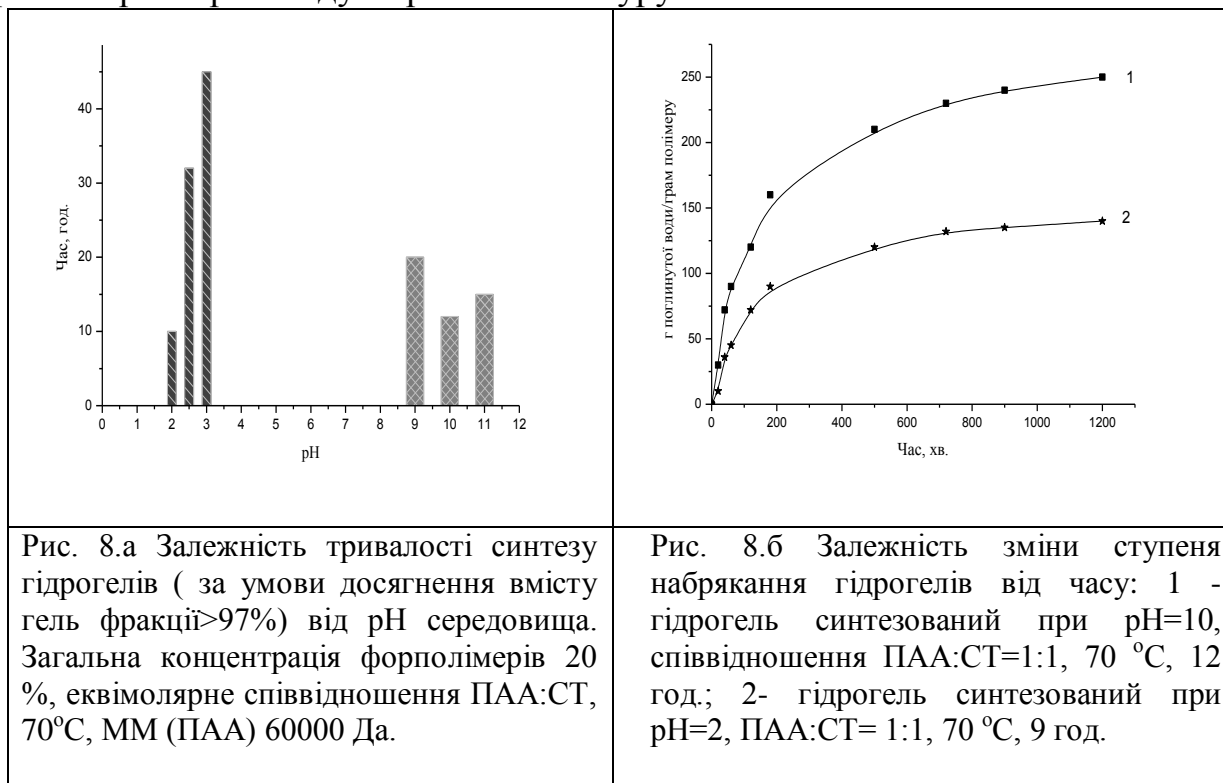 40
30
20
10
0
Час, год.
0 1 2 3 4 5 6 7 8 9 10 11 12
pH
250
200
150
100
50
0
г поглинутої води/грам полімеру
1
2
0 200 400 600 800 1000 1200
Час, хв.
Рис. 8.а Залежність тривалості синтезу
гідрогелів ( за умови досягнення вмісту
гель фракції>97%) від рН середовища.
Загальна концентрація форполімерів 20
%, еквімолярне співвідношення ПАА:СТ,
70°С, ММ (ПАА) 60000 Да.
Рис. 8.б Залежність зміни ступеня
набрякання гідрогелів від часу: 1 -
гідрогель синтезований при рН=10,
співвідношення ПАА:СТ=1:1, 70 °С, 12
год.; 2- гідрогель синтезований при
рН=2, ПАА:СТ= 1:1, 70 °С, 9 год.